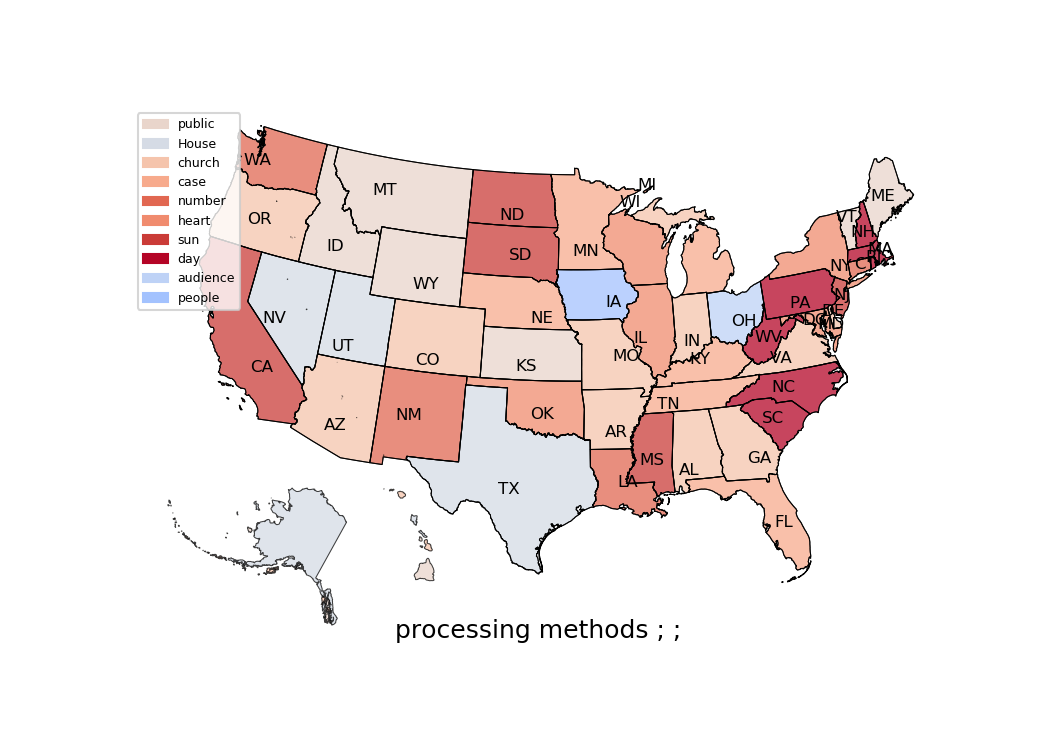 public
House
church
case
number
heart
sun
day
audience
people
WA
OR
CA
NV
ID
MT
WY
UT
AZ
CO
NM
ND
SD
NE
KS
OK
TX
MN
IA
MO
AR
LA
WI
MI
IL
IN
OH
KY
TN
MS
AL
GA
FL
SC
NC
VA
WV
PA
NY
VT
NH
ME
MA
RI
CT
NJ
DE
MD
DC
processing methods ; ;